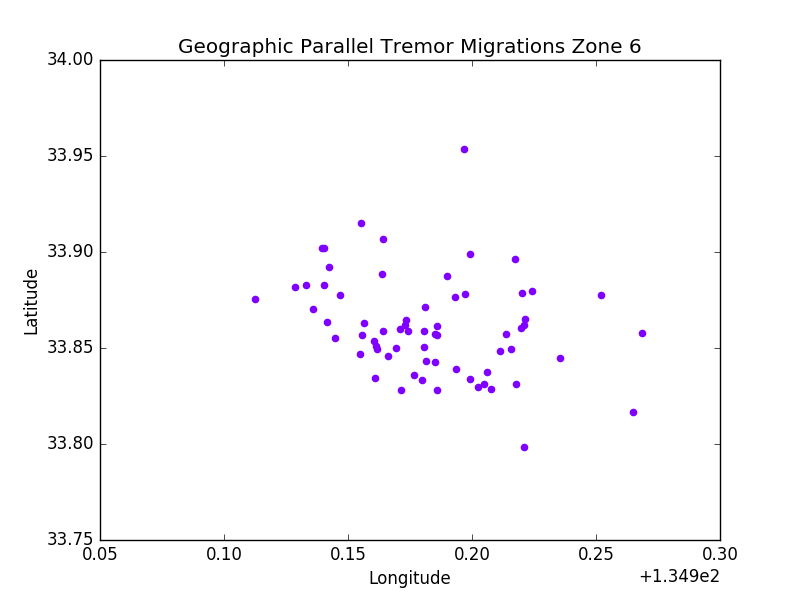 Geographic Parallel Tremor Migrations Zone 6
34.00
33.95
33.90
33.85
33.80
33.75
Latitude
0.05 0.10 0.15 0.20 0.25 0.30
Longitude
+1.349e2